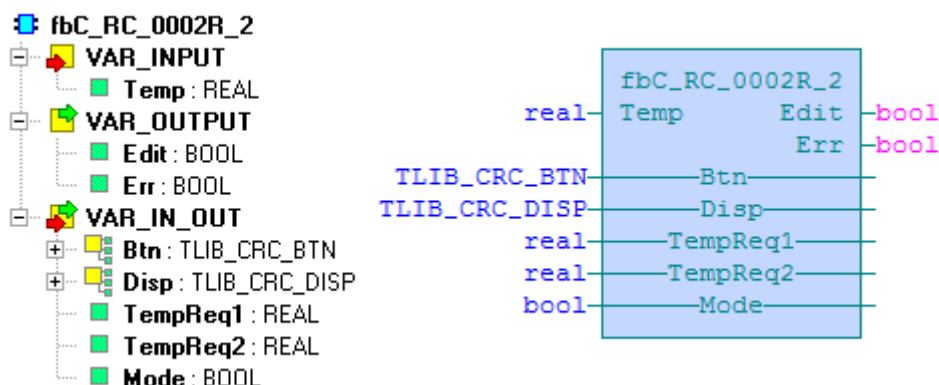 fbC_RC_0002R_2
VAR_INPUT
Temp : REAL
VAR_OUTPUT
Edit : BOOL
Err : BOOL
VAR_IN_OUT
Btn : TLIB_CRC_BTN
Disp : TLIB_CRC_DISP
TempReq1 : REAL
TempReq2 : REAL
Mode : BOOL
fbC_RC_0002R_2
real Temp Edit bool
Err bool
TLIB_CRC_BTN Btn
TLIB_CRC_DISP Disp
real TempReq1
real TempReq2
bool Mode